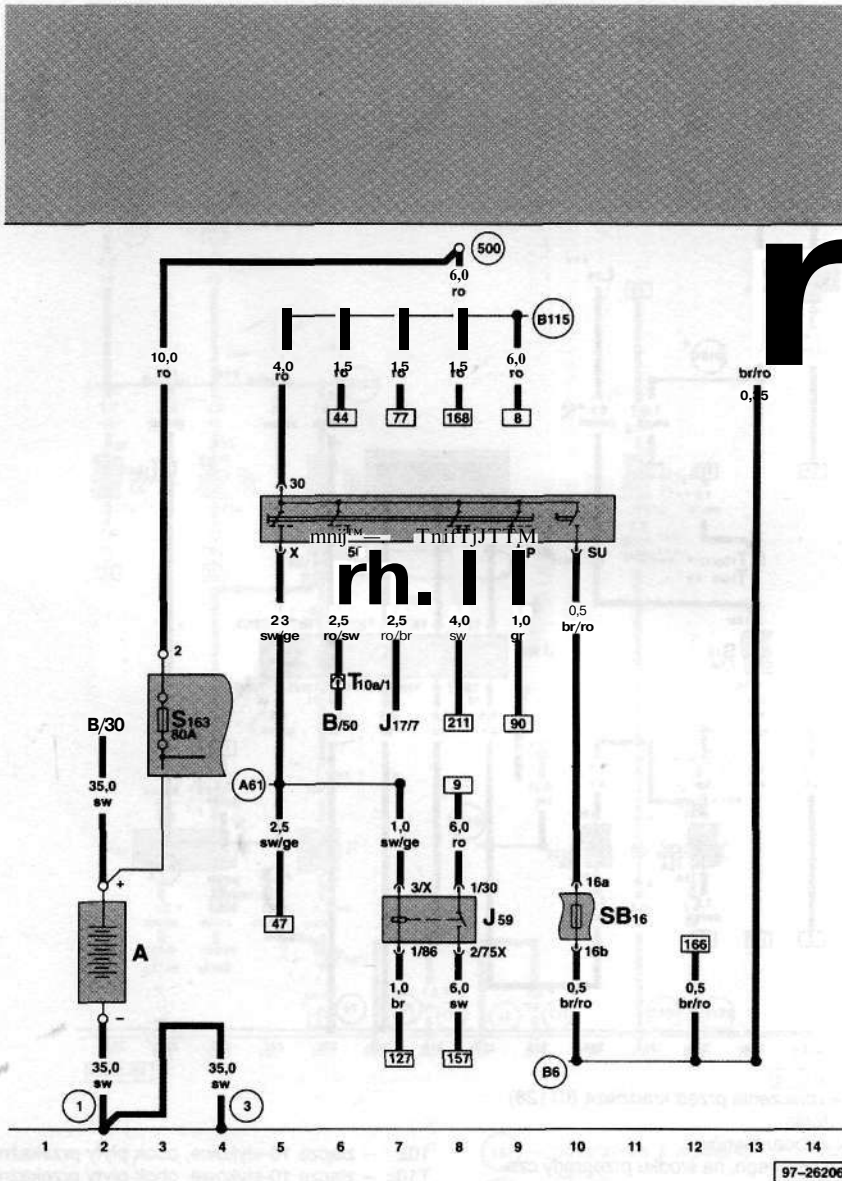 500
6,0
ro
B115
10,0
ro
4,0
ro
1,5
ro
1,5
ro
1,5
ro
6,0
ro
br/ro
44
77
168
8
30
X
P
SU
rh.
2,5
ro/sw
2,5
ro/br
4,0
sw
1,0
gr
0,5
br/ro
23
sw/ge
2
T10a/1
S163
80A
B/30
B/50
J17/7
211
90
35,0
sw
A61
9
2,5
sw/ge
1,0
sw/ge
6,0
ro
+
3/X
1/30
16a
47
J59
SB16
A
1/86
2/75X
16b
166
1,0
br
6,0
sw
0,5
br/ro
0,5
br/ro
−
127
157
B6
35,0
sw
35,0
sw
1
3
1 2 3 4 5 6 7 8 9 10 11 12 13 14
97–26206